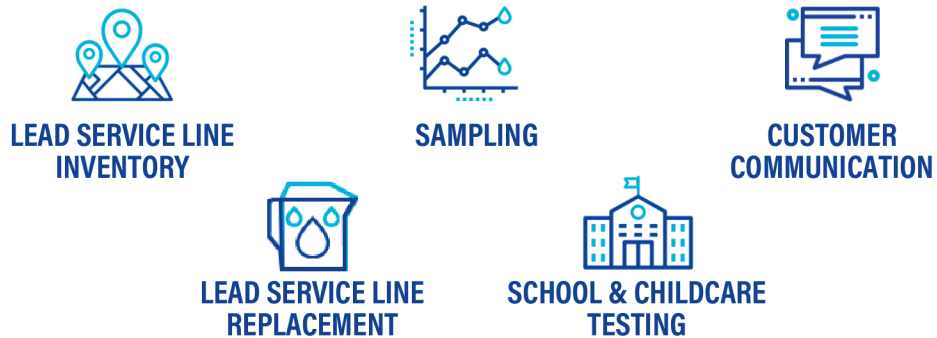 LEAD SERVICE LINE
INVENTORY
SAMPLING
CUSTOMER
COMMUNICATION
LEAD SERVICE LINE
REPLACEMENT
SCHOOL & CHILDCARE
TESTING